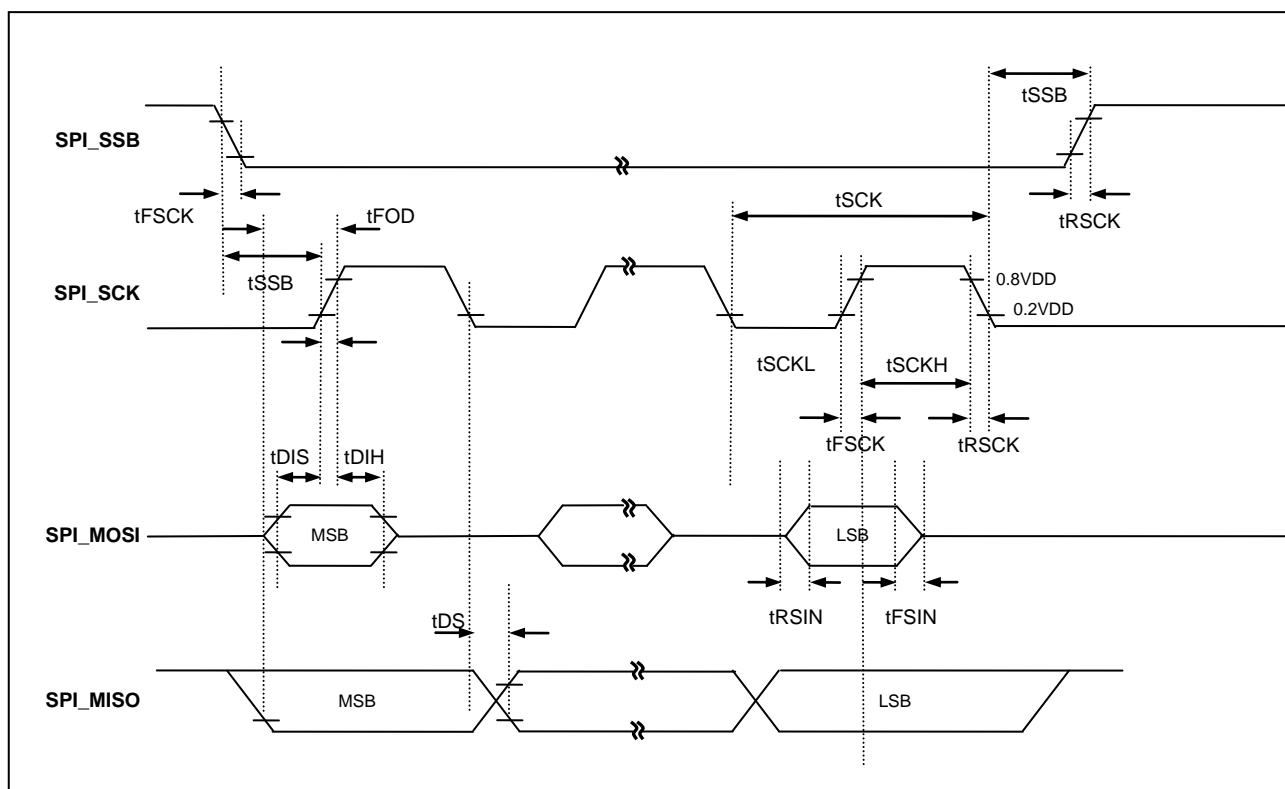 tSSB
SPI_SSB
tSCK
tFSCK
tFOD
tRSCK
tSSB
SPI_SCK
0.8VDD
0.2VDD
tSCKL
tSCKH
tFSCK
tRSCK
tDIS
tDIH
SPI_MOSI
MSB
LSB
tRSIN
tFSIN
tDS
SPI_MISO
MSB
LSB